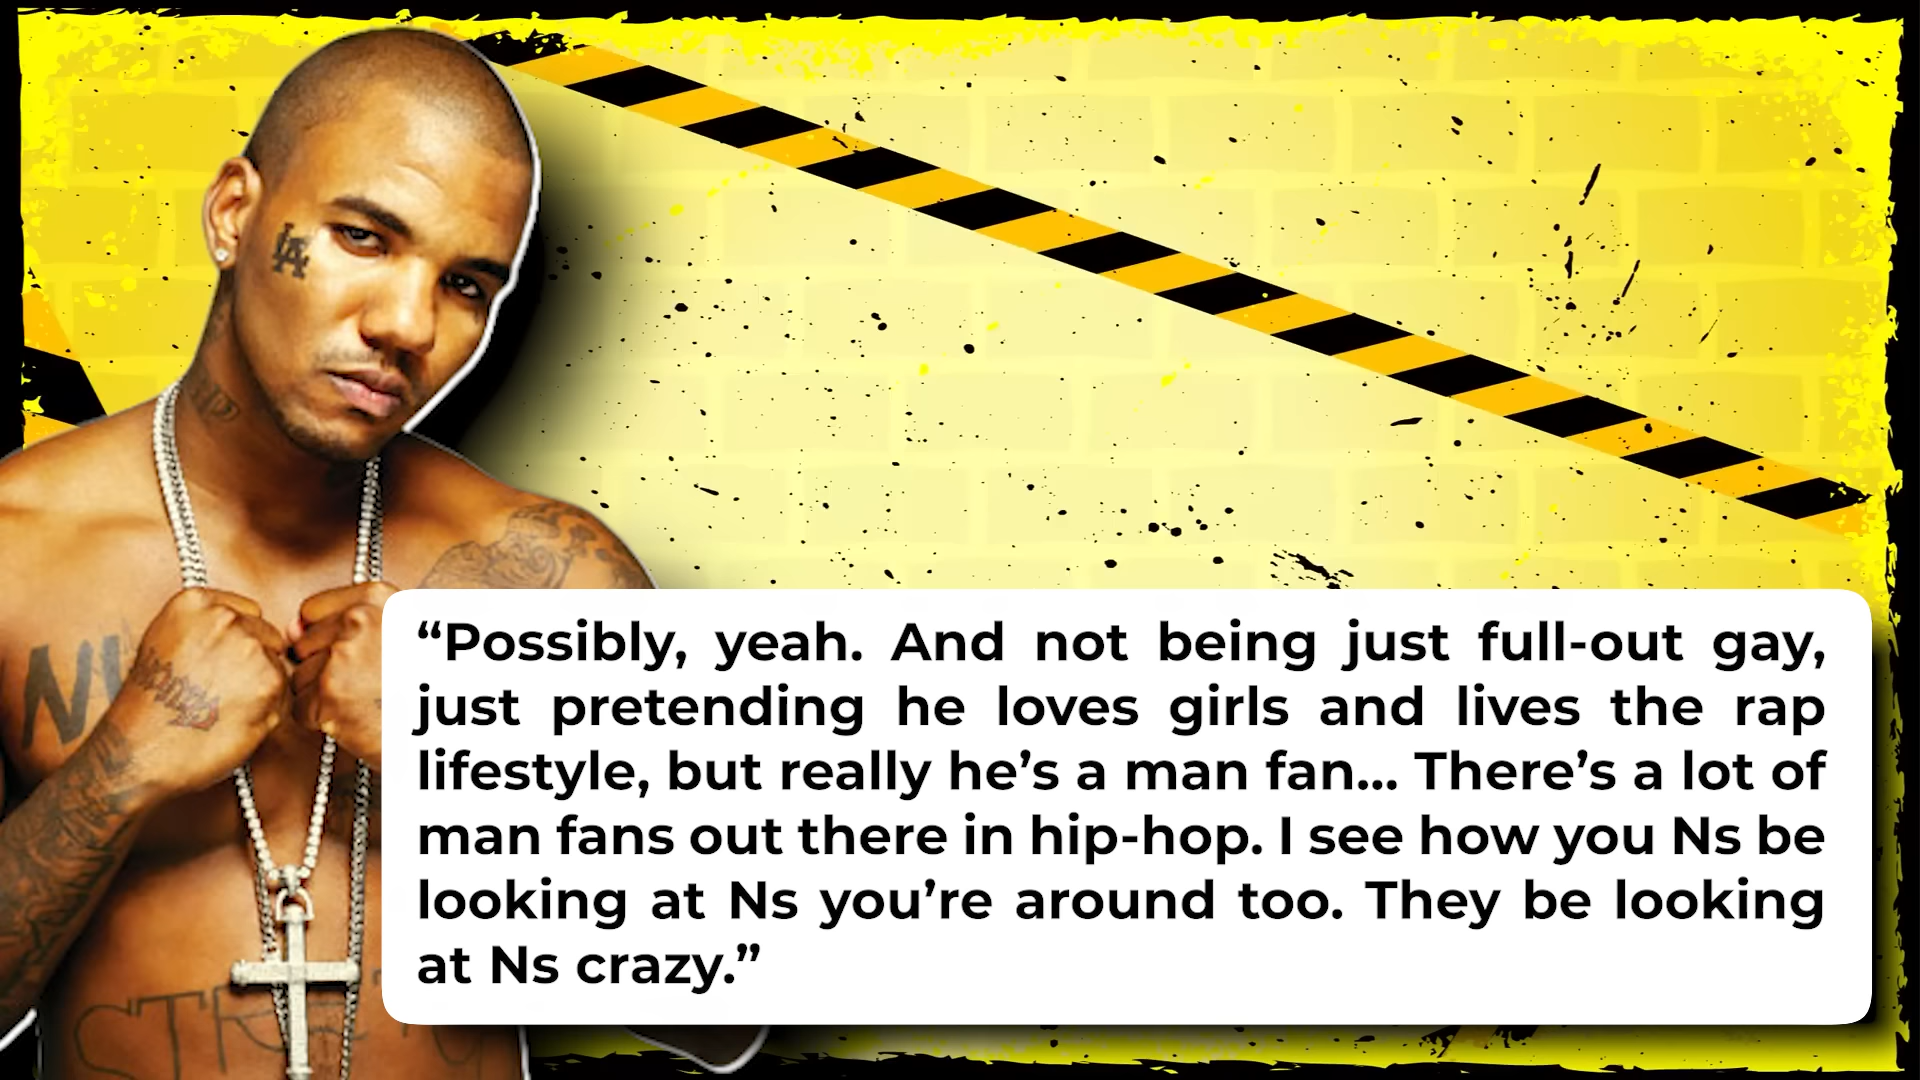 LA
NW
“Possibly, yeah. And not being just full-out gay,
just pretending he loves girls and lives the rap
lifestyle, but really he’s a man fan... There’s a lot of
man fans out there in hip-hop. I see how you Ns be
looking at Ns you’re around too. They be looking
at Ns crazy.”